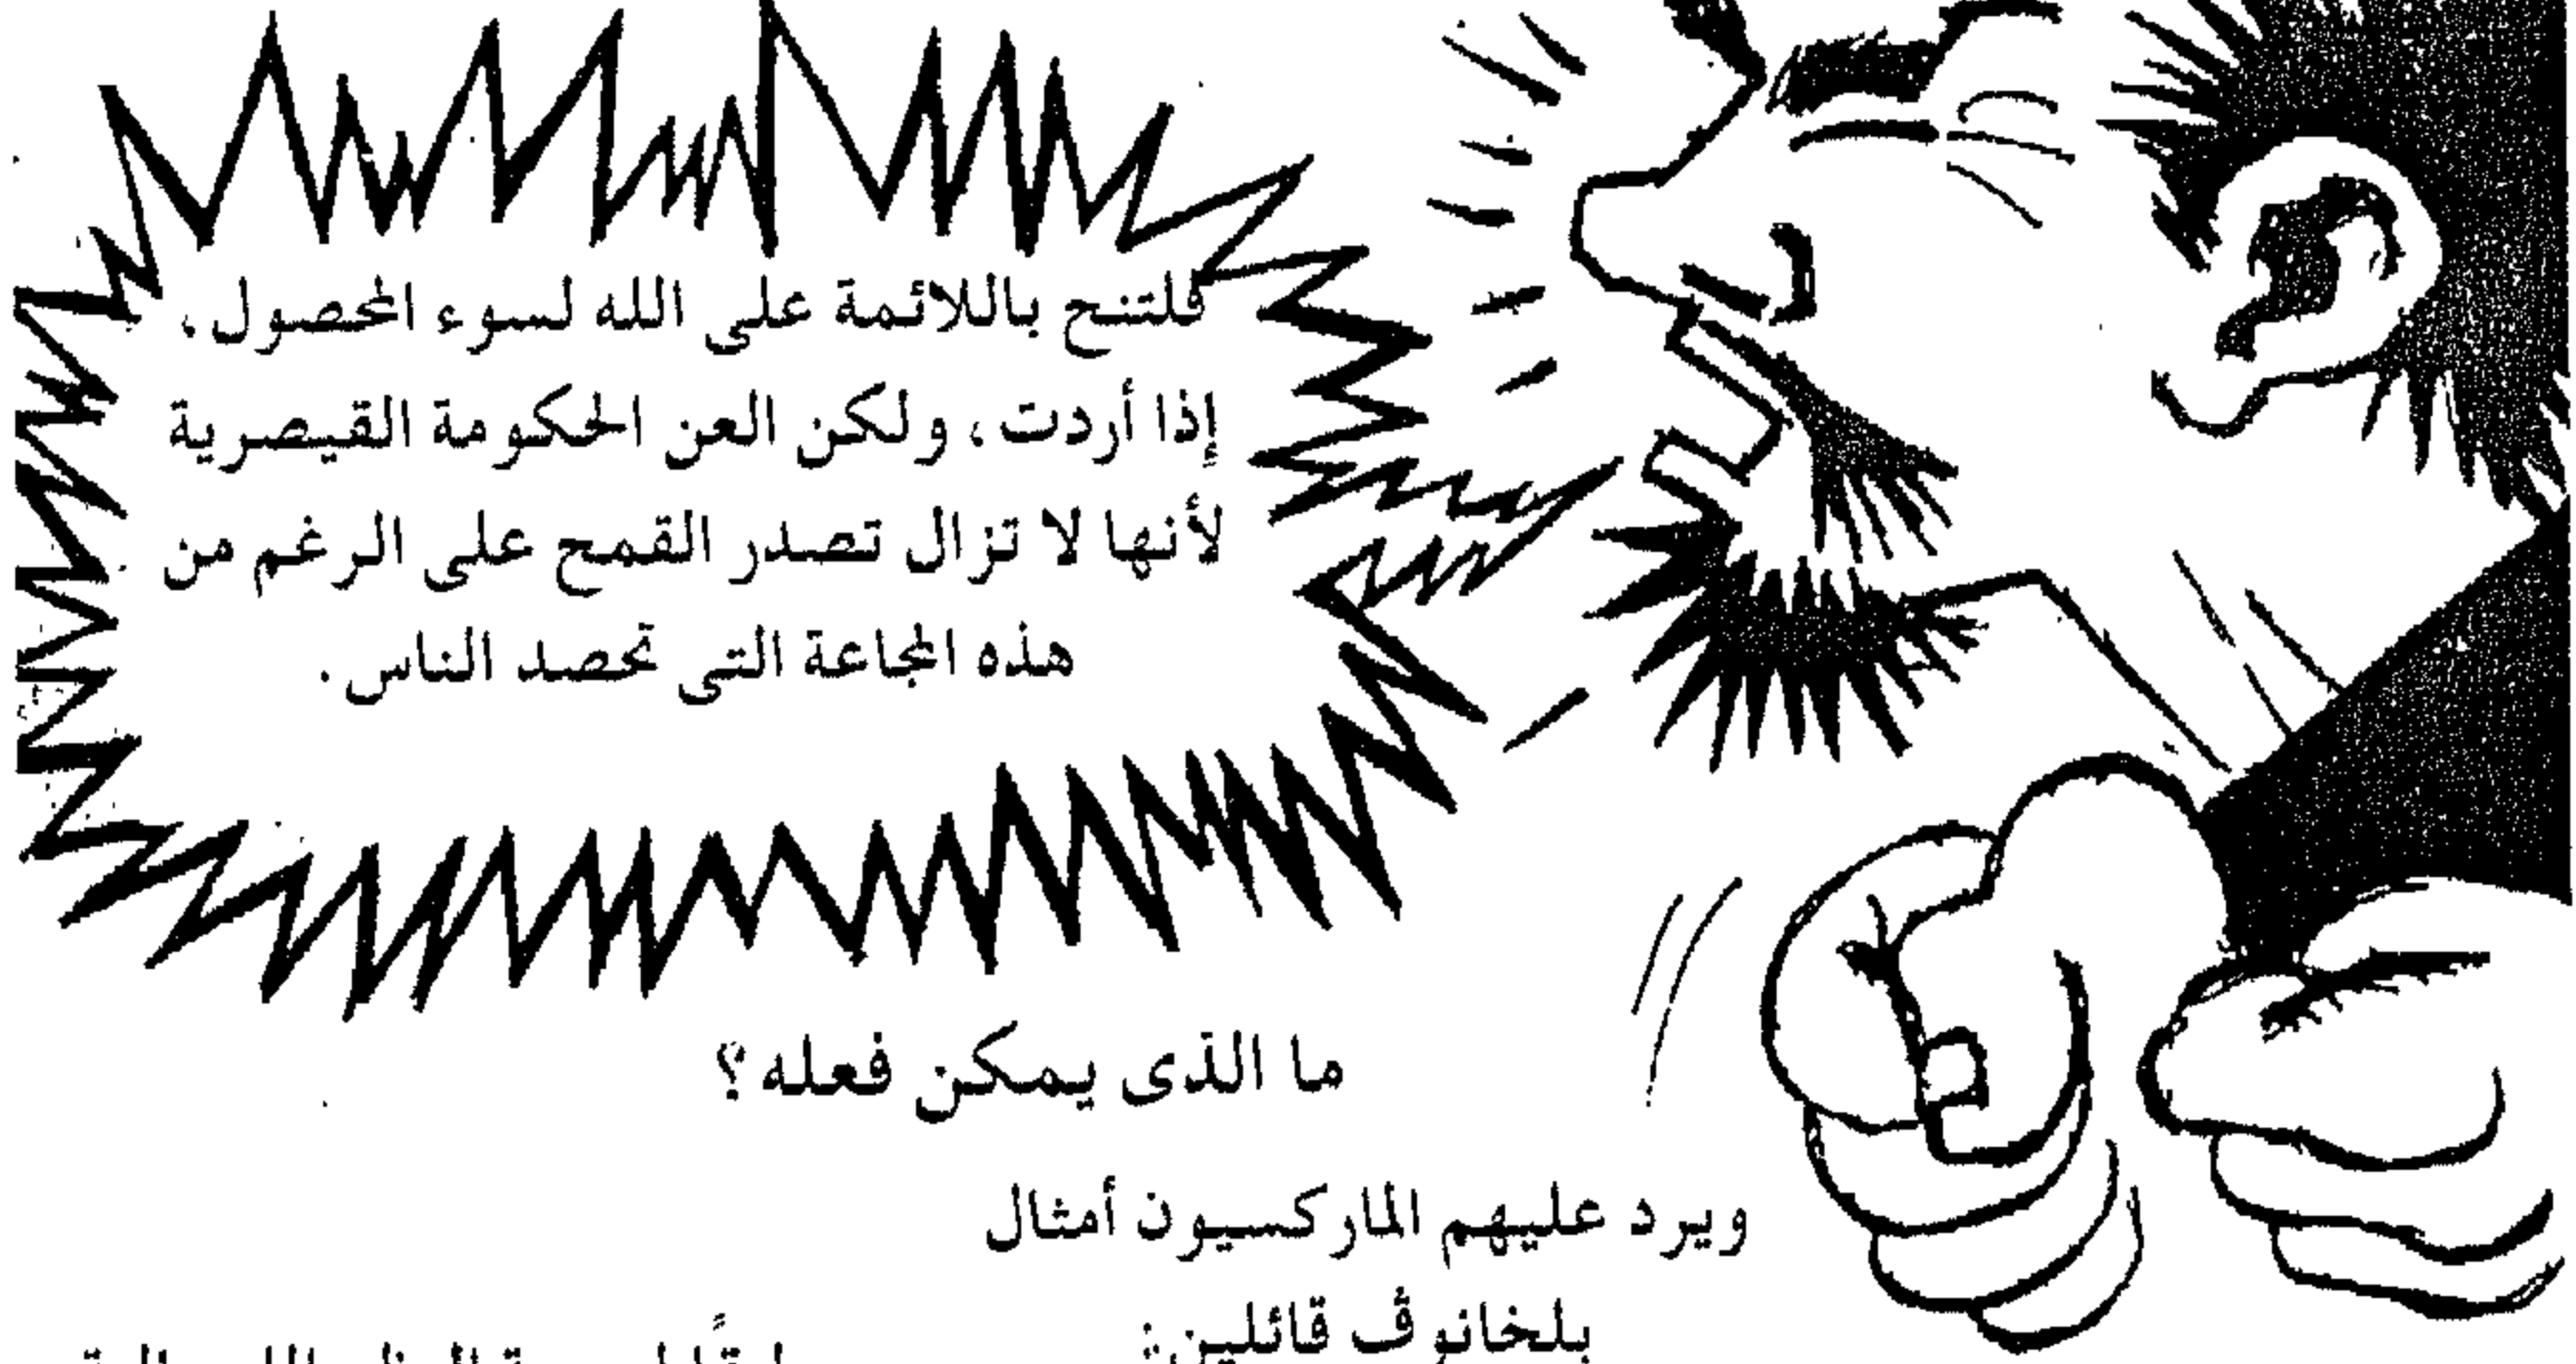 فلتنح باللائمة على الله لسوء المحصول،
إذا أردت، ولكن العن الحكومة القيصرية
لأنها لا تزال تصدر القمح على الرغم من
هذه المجاعة التى تحصد الناس.
ما الذى يمكن فعله؟
ويرد عليهم الماركسيون أمثال
بلخانوڤ قائلين: